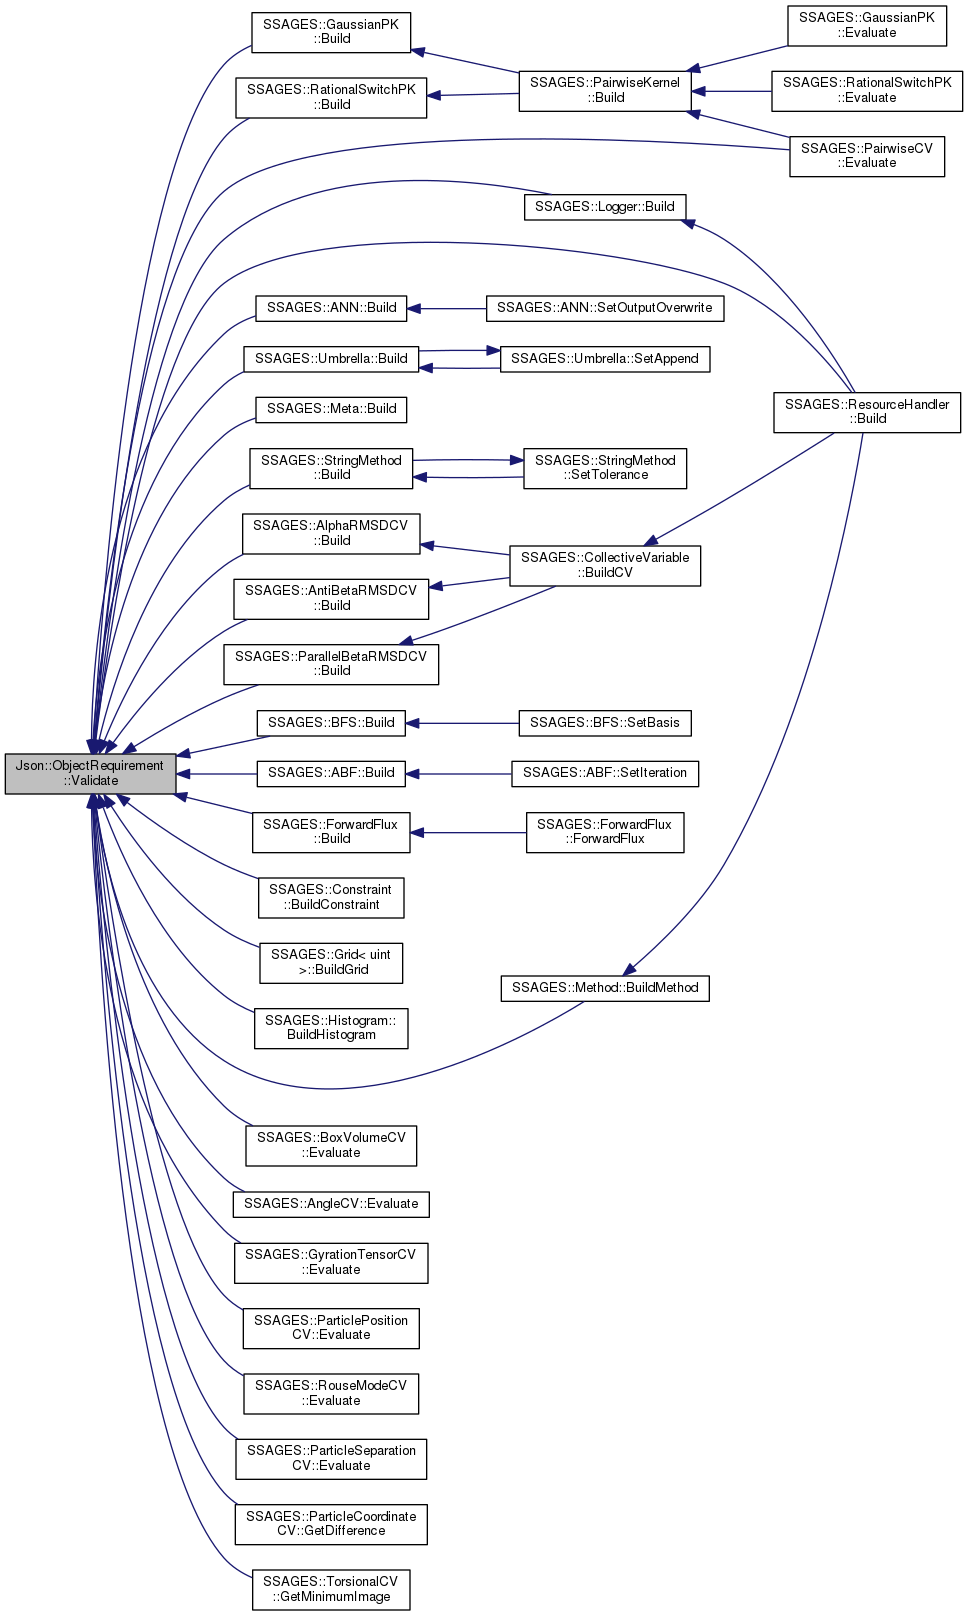 SSAGES::GaussianPK
::Build
SSAGES::GaussianPK
::Evaluate
SSAGES::RationalSwitchPK
::Build
SSAGES::PairwiseKernel
::Build
SSAGES::RationalSwitchPK
::Evaluate
SSAGES::PairwiseCV
::Evaluate
SSAGES::Logger::Build
SSAGES::ANN::Build
SSAGES::ANN::SetOutputOverwrite
SSAGES::Umbrella::Build
SSAGES::Umbrella::SetAppend
SSAGES::Meta::Build
SSAGES::ResourceHandler
::Build
SSAGES::StringMethod
::Build
SSAGES::StringMethod
::SetTolerance
SSAGES::AlphaRMSDCV
::Build
SSAGES::CollectiveVariable
::BuildCV
SSAGES::AntiBetaRMSDCV
::Build
SSAGES::ParallelBetaRMSDCV
::Build
SSAGES::BFS::Build
SSAGES::BFS::SetBasis
Json::ObjectRequirement
::Validate
SSAGES::ABF::Build
SSAGES::ABF::SetIteration
SSAGES::ForwardFlux
::Build
SSAGES::ForwardFlux
::ForwardFlux
SSAGES::Constraint
::BuildConstraint
SSAGES::Grid< uint
>::BuildGrid
SSAGES::Method::BuildMethod
SSAGES::Histogram::
BuildHistogram
SSAGES::BoxVolumeCV
::Evaluate
SSAGES::AngleCV::Evaluate
SSAGES::GyrationTensorCV
::Evaluate
SSAGES::ParticlePosition
CV::Evaluate
SSAGES::RouseModeCV
::Evaluate
SSAGES::ParticleSeparation
CV::Evaluate
SSAGES::ParticleCoordinate
CV::GetDifference
SSAGES::TorsionalCV
::GetMinimumImage